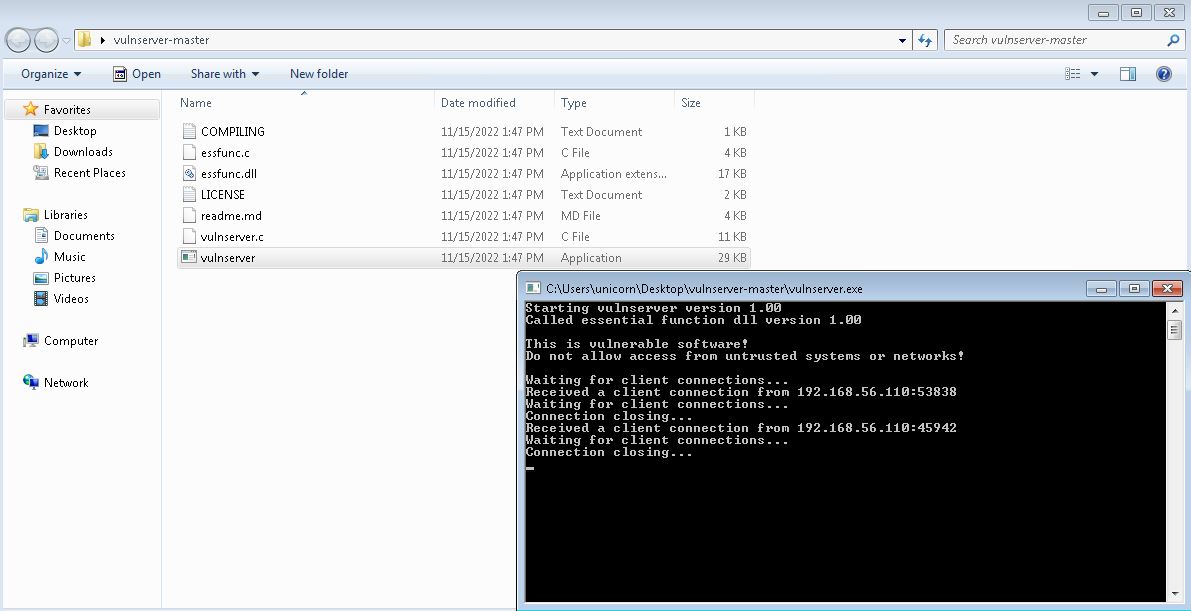 vulnserver-master
Search vulnserver-master
Organize Open Share with New folder
Name Date modified Type Size
Favorites
Desktop
Downloads
Recent Places
Libraries
Documents
Music
Pictures
Videos
Computer
Network
COMPILING 11/15/2022 1:47 PM Text Document 1 KB
essfunc.c 11/15/2022 1:47 PM C File 4 KB
essfunc.dll 11/15/2022 1:47 PM Application extens... 17 KB
LICENSE 11/15/2022 1:47 PM Text Document 2 KB
readme.md 11/15/2022 1:47 PM MD File 4 KB
vulnserver.c 11/15/2022 1:47 PM C File 11 KB
vulnserver 11/15/2022 1:47 PM Application 29 KB
C:\Users\unicorn\Desktop\vulnserver-master\vulnserver.exe
Starting vulnserver version 1.00
Called essential function dll version 1.00
This is vulnerable software!
Do not allow access from untrusted systems or networks!
Waiting for client connections...
Received a client connection from 192.168.56.110:53838
Waiting for client connections...
Connection closing...
Received a client connection from 192.168.56.110:45942
Waiting for client connections...
Connection closing...